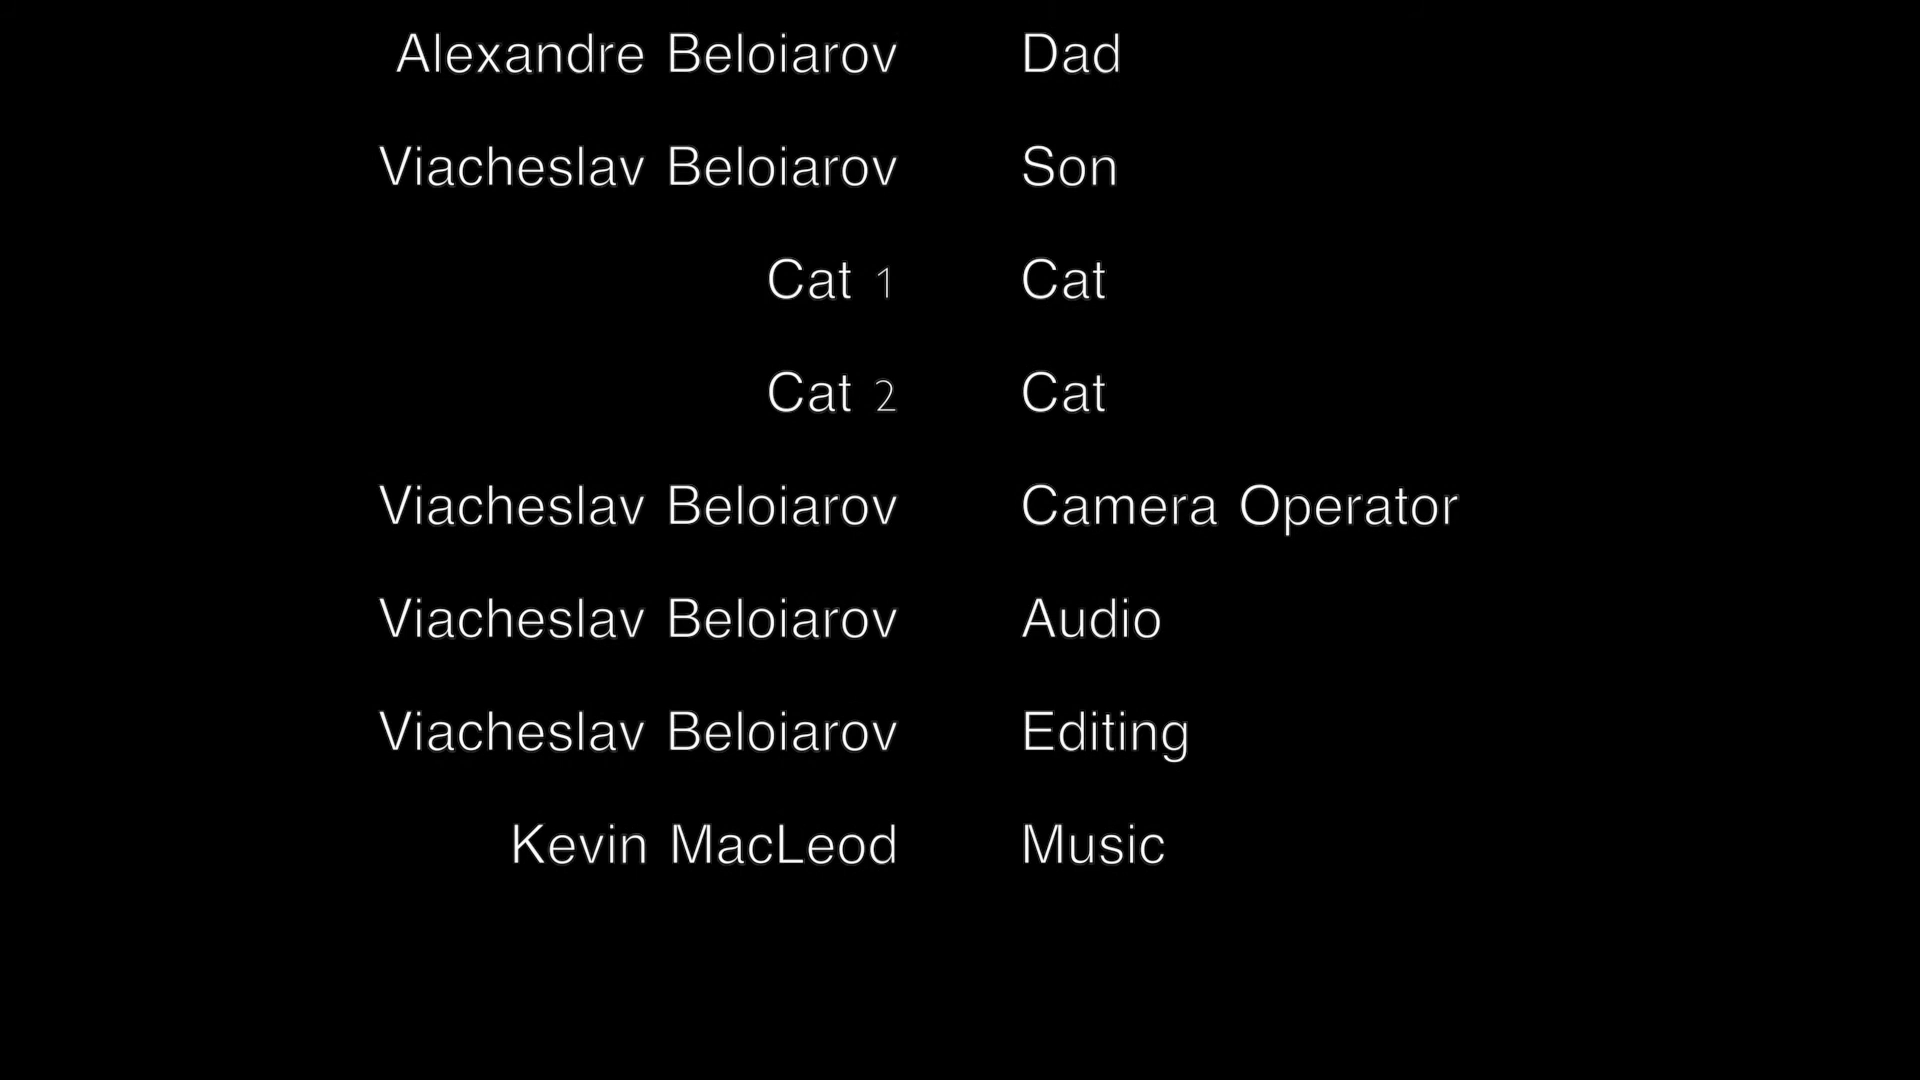 Alexandre Beloiarov Dad
Viacheslav Beloiarov Son
Cat 1 Cat
Cat 2 Cat
Viacheslav Beloiarov Camera Operator
Viacheslav Beloiarov Audio
Viacheslav Beloiarov Editing
Kevin MacLeod Music